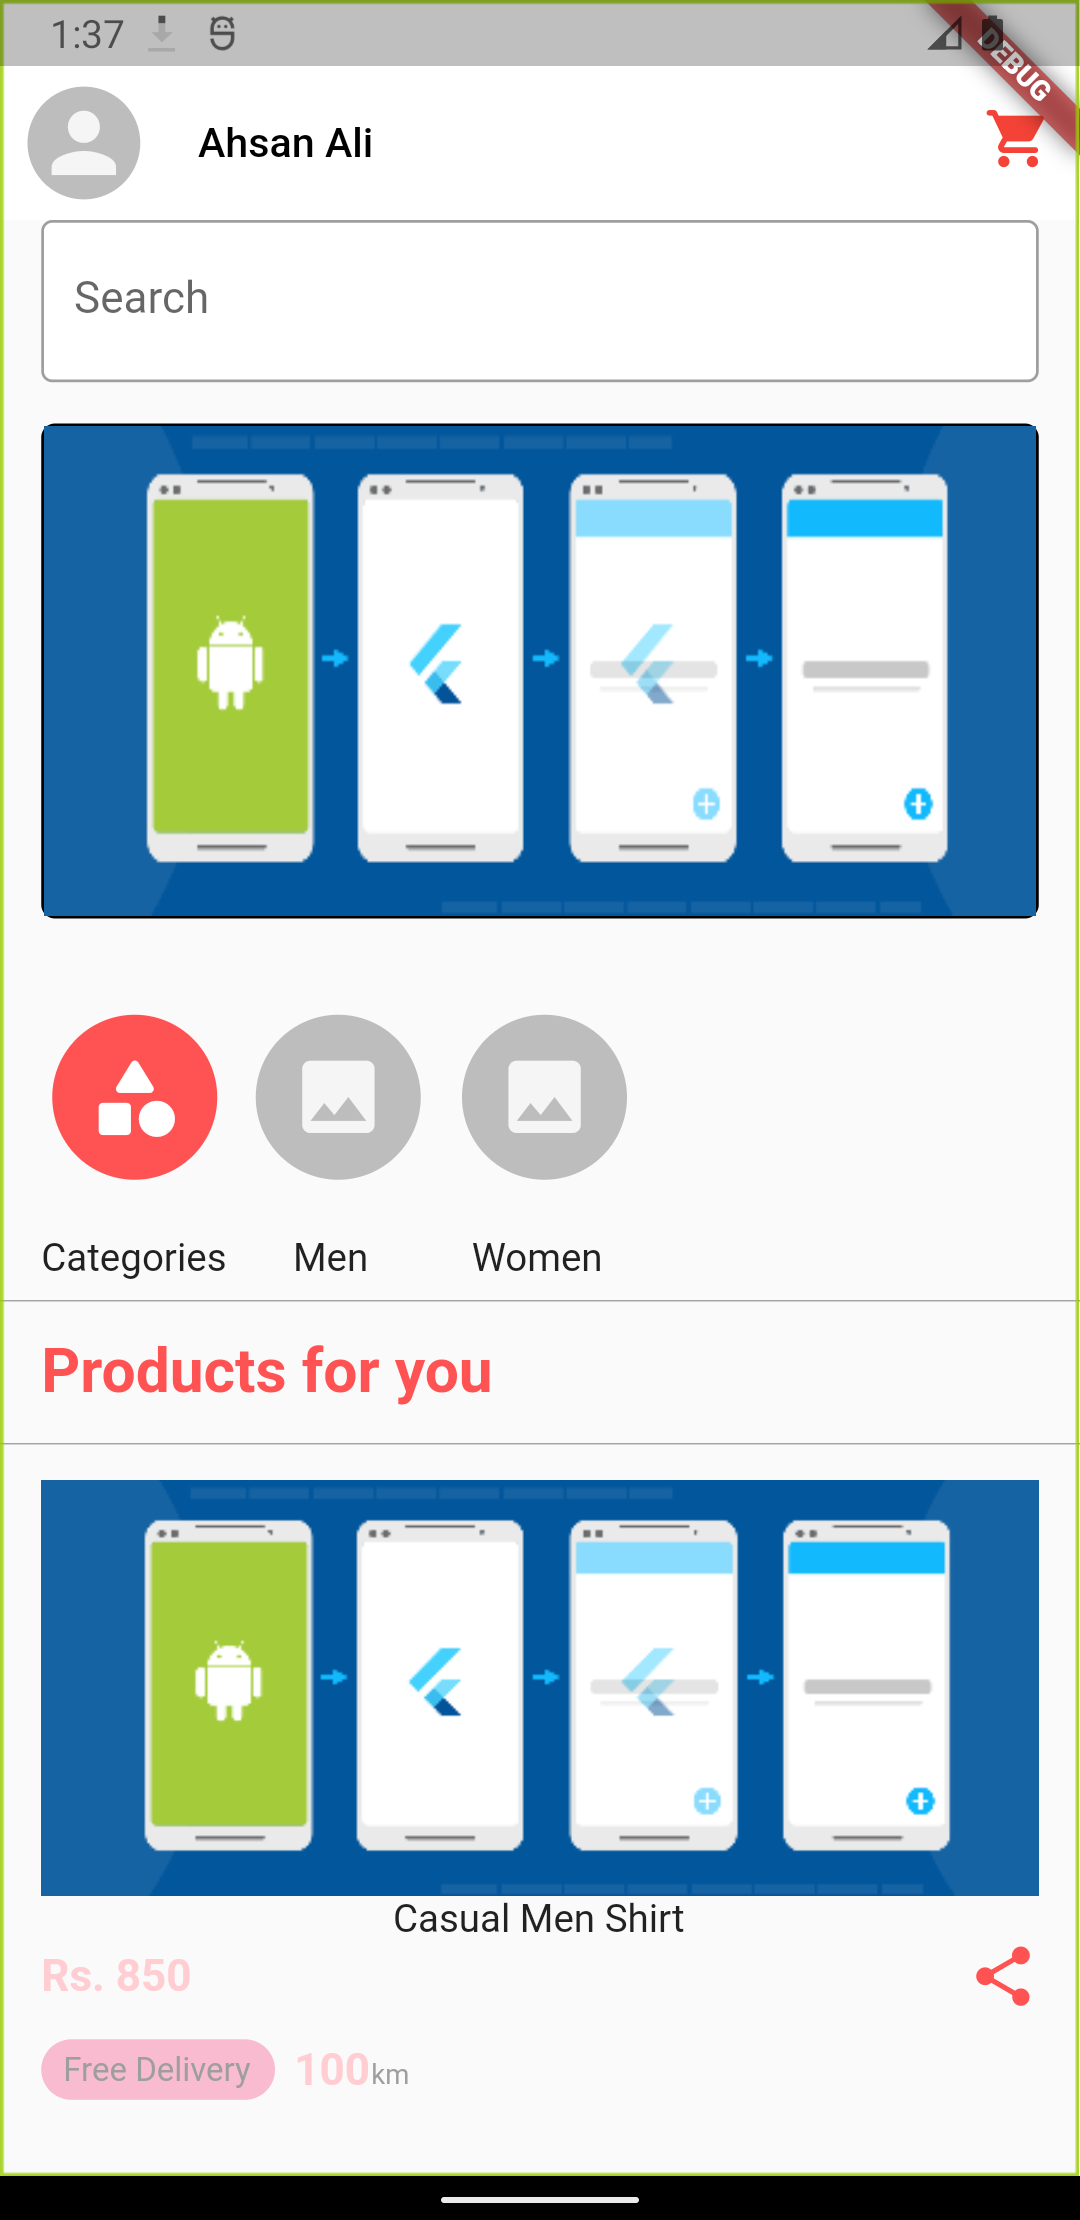 1:37
DEBUG
Ahsan Ali
Search
Categories Men Women
Products for you
Casual Men Shirt
Rs. 850
Free Delivery 100km